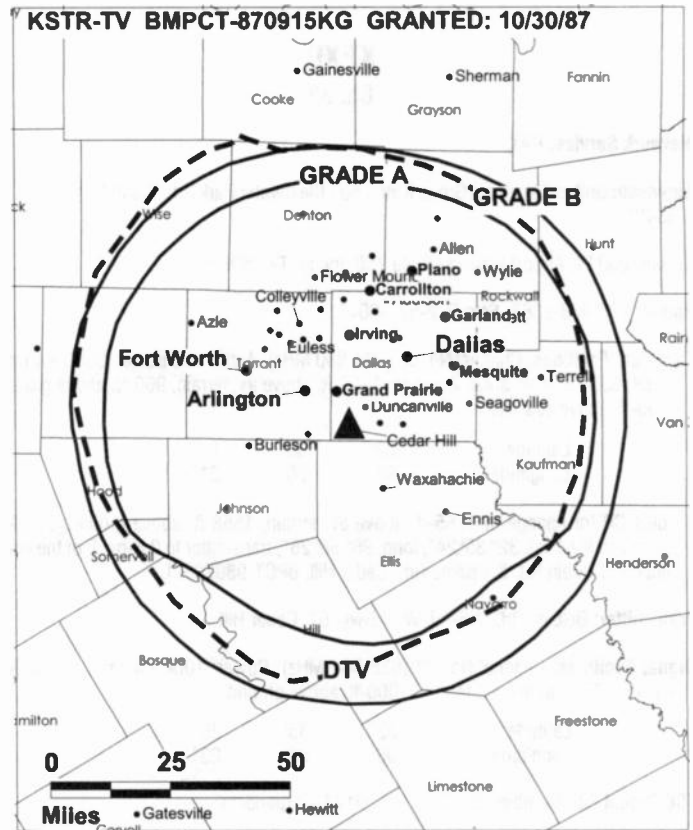 KSTR-TV BMPCT-870915KG GRANTED: 10/30/87
Gainesville
Sherman
Fannin
Cooke
Grayson
GRADE A
GRADE B
Wise
Denton
Hunt
Allen
Flower Mound
Plano
Wylie
Carrollton
Rockwall
Colleyville
Azle
Garland
Euless
Irving
Dallas
Fort Worth
Tarrant
Dallas
Mesquite
Terrell
Arlington
Grand Prairie
Duncanville
Seagoville
Van
Burleson
Cedar Hill
Kaufman
Waxahachie
Hood
Johnson
Ennis
Somervell
Ellis
Henderson
Navarro
Hill
Bosque
DTV
Freestone
0 25 50
Limestone
Miles
Gatesville
Hewitt